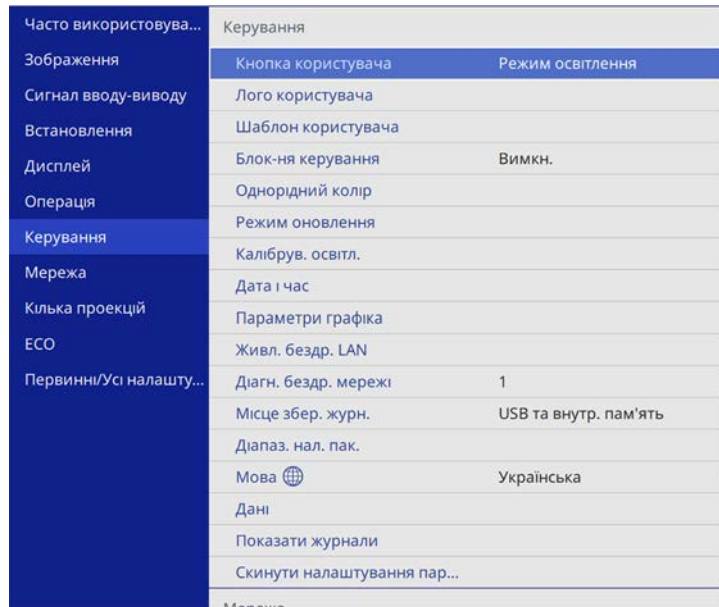 Часто використовува...
Зображення
Сигнал вводу-виводу
Встановлення
Дисплей
Операція
Керування
Мережа
Кілька проекцій
ECO
Первинні/Усі налашту...
Керування
Кнопка користувача Режим освітлення
Лого користувача
Шаблон користувача
Блок-ня керування Вимкн.
Однорідний колір
Режим оновлення
Калібрув. освітл.
Дата і час
Параметри графіка
Живл. бездр. LAN
Діагн. бездр. мережі 1
Місце збер. журн. USB та внутр. пам'ять
Діапаз. нал. пак.
Мова Українська
Дані
Показати журнали
Скинути налаштування пар...
Мережа